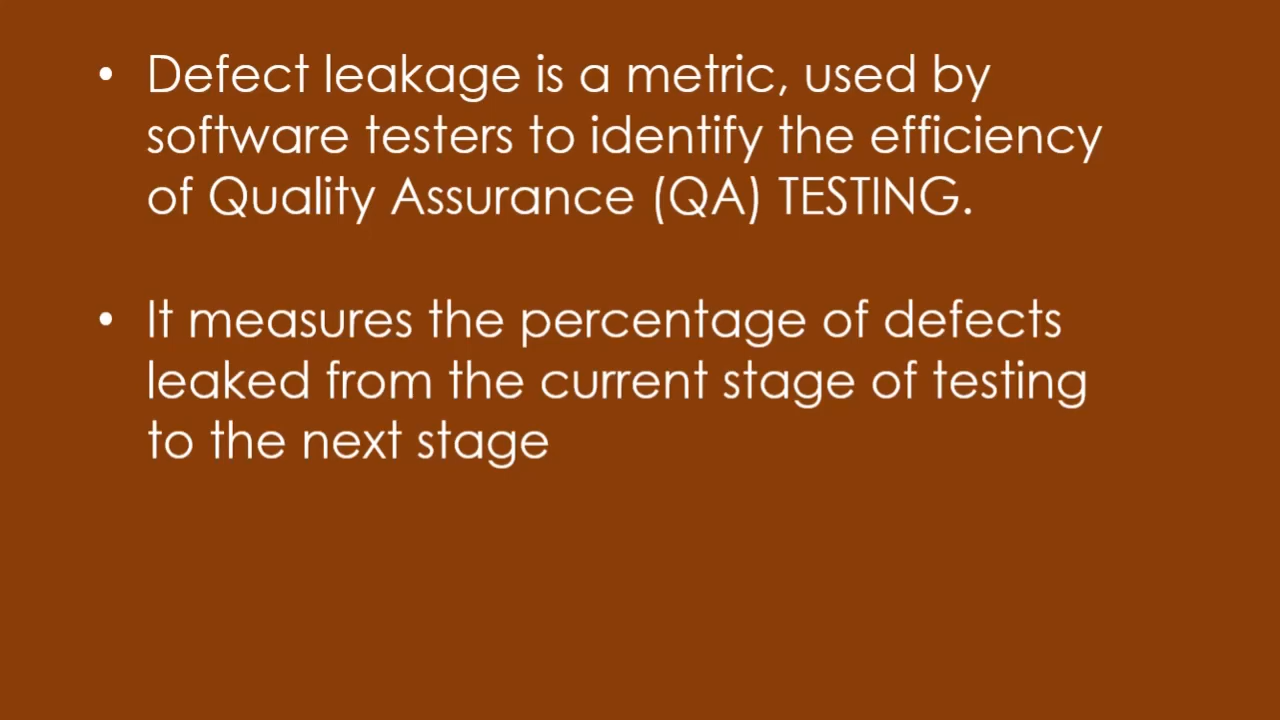 • Defect leakage is a metric, used by
software testers to identify the efficiency
of Quality Assurance (QA) TESTING.
• It measures the percentage of defects
leaked from the current stage of testing
to the next stage